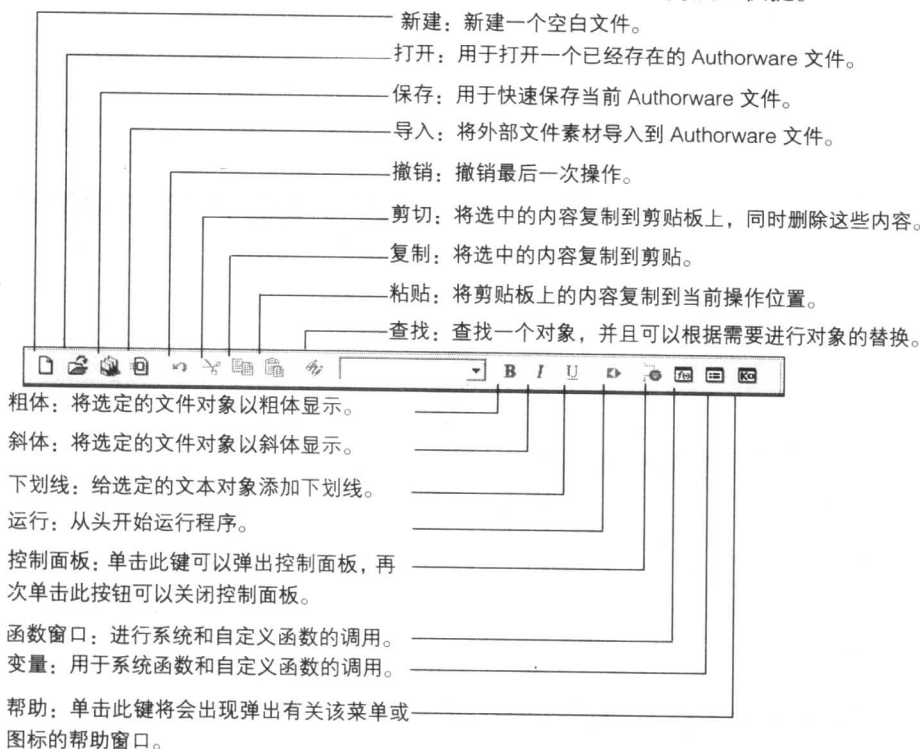 新建：新建一个空白文件。
打开：用于打开一个已经存在的 Authorware 文件。
保存：用于快速保存当前 Authorware 文件。
导入：将外部文件素材导入到 Authorware 文件。
撤销：撤销最后一次操作。
剪切：将选中的内容复制到剪贴板上，同时删除这些内容。
复制：将选中的内容复制到剪贴。
粘贴：将剪贴板上的内容复制到当前操作位置。
查找：查找一个对象，并且可以根据需要进行对象的替换。
B I U
粗体：将选定的文件对象以粗体显示。
斜体：将选定的文件对象以斜体显示。
下划线：给选定的文本对象添加下划线。
运行：从头开始运行程序。
控制面板：单击此键可以弹出控制面板，再
次单击此按钮可以关闭控制面板。
函数窗口：进行系统和自定义函数的调用。
变量：用于系统函数和自定义函数的调用。
帮助：单击此键将会出现弹出有关该菜单或
图标的帮助窗口。